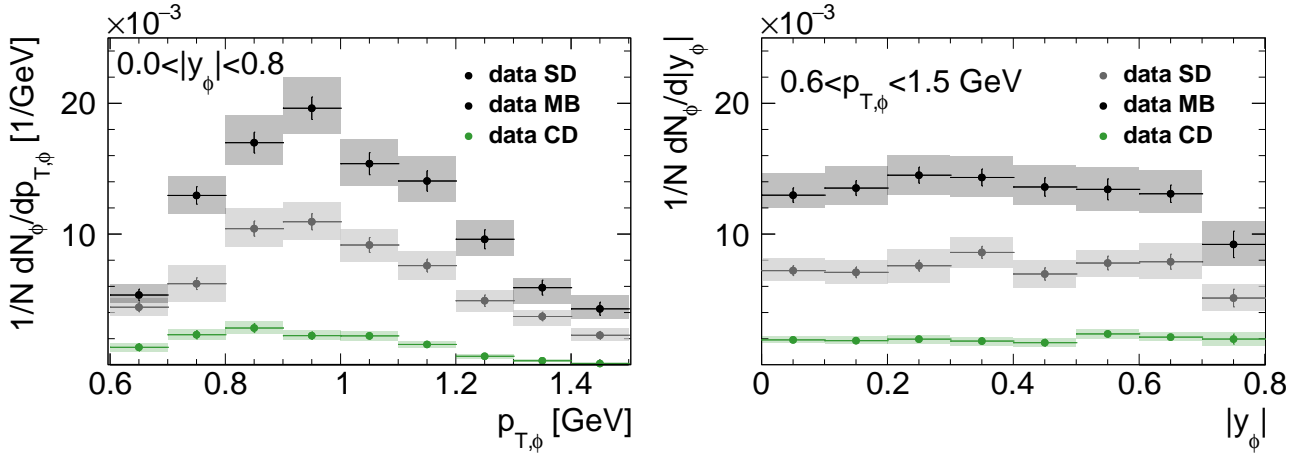 ×10⁻³
1/N dN_ϕ/dp_{T,ϕ} [1/GeV]
0.0<|y_ϕ|<0.8
data SD
data MB
data CD
20
10
0.6 0.8 1 1.2 1.4
p_{T,ϕ} [GeV]
×10⁻³
1/N dN_ϕ/d|y_ϕ|
0.6<p_{T,ϕ}<1.5 GeV
data SD
data MB
data CD
20
10
0 0.2 0.4 0.6 0.8
|y_ϕ|